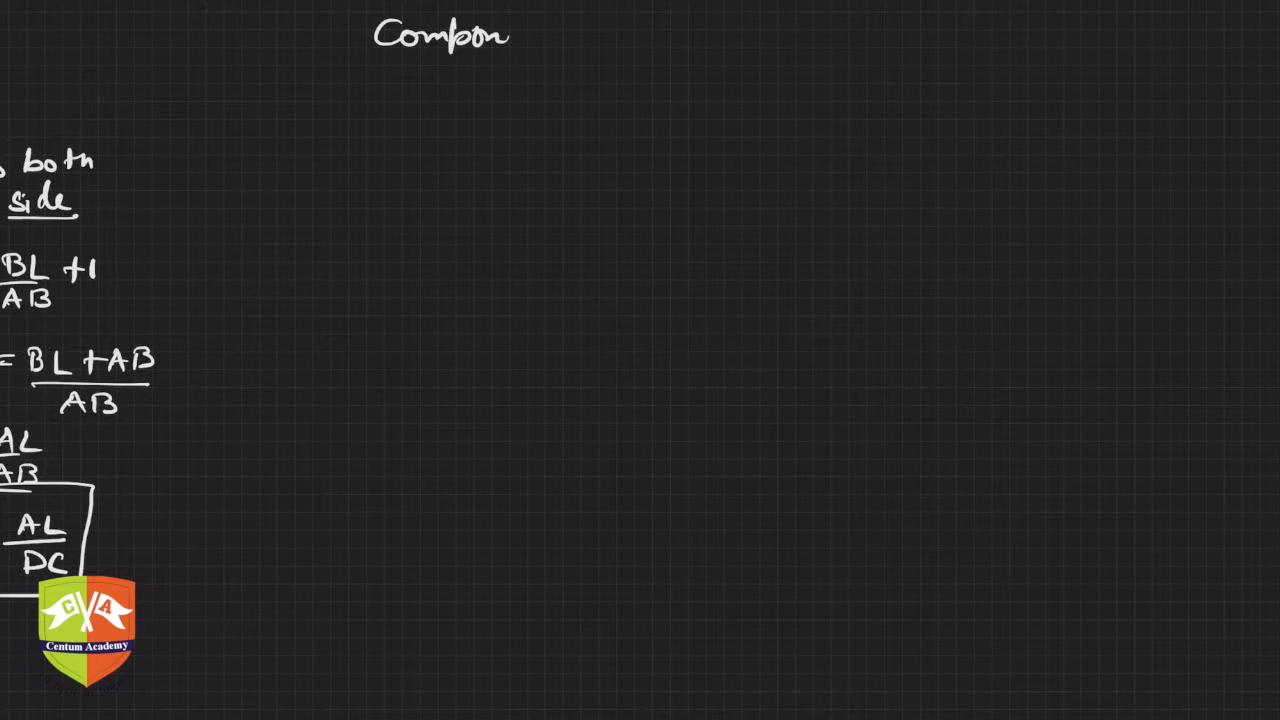 Compon
both
side
BL +1
AB
= BL +AB
AB
AL
AB
AL
DC
C A
Centum Academy